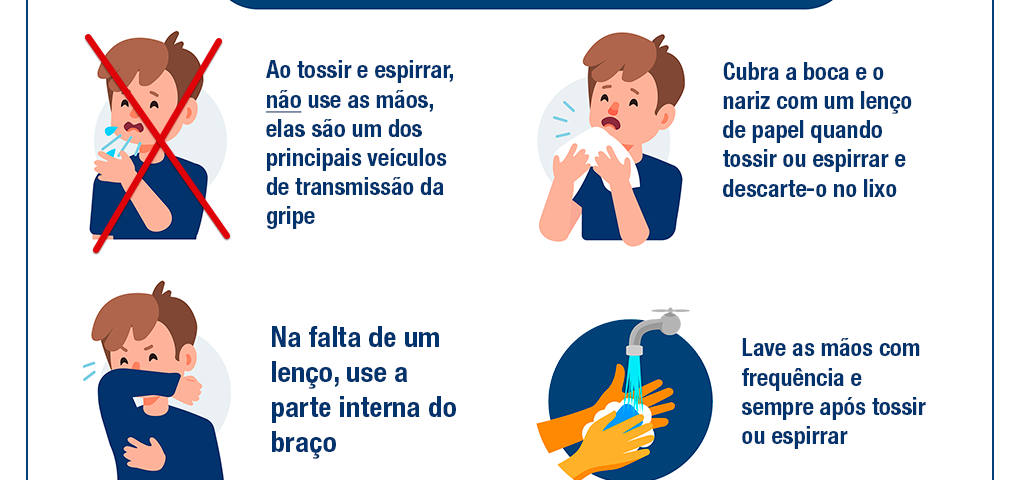 Ao tossir e espirrar,
não use as mãos,
elas são um dos
principais veículos
de transmissão da
gripe
Cubra a boca e o
nariz com um lenço
de papel quando
tossir ou espirrar e
descarte-o no lixo
Na falta de um
lenço, use a
parte interna do
braço
Lave as mãos com
frequência e
sempre após tossir
ou espirrar